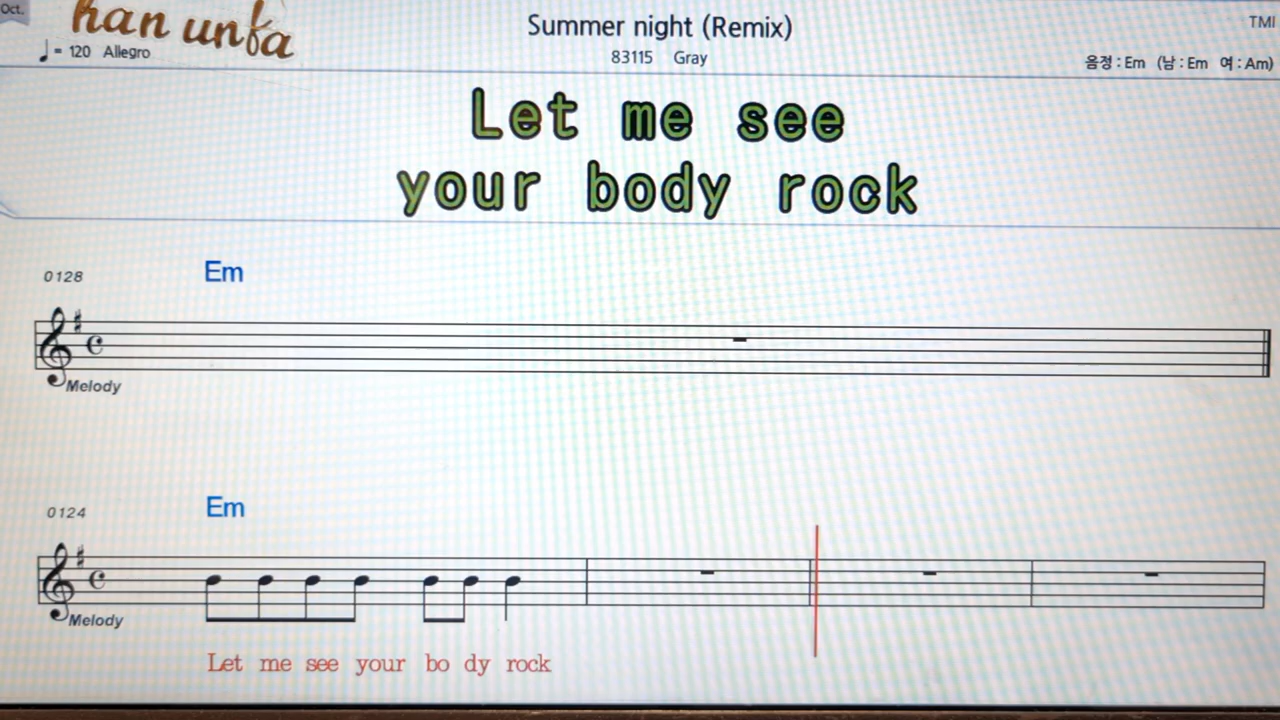 Oct.
han unfa
Summer night (Remix)
TMI
♩= 120 Allegro
83115 Gray
음정 : Em (남 : Em 여 : Am)
Let me see
your body rock
0128
Em
Melody
0124
Em
Melody
Let me see your bo dy rock